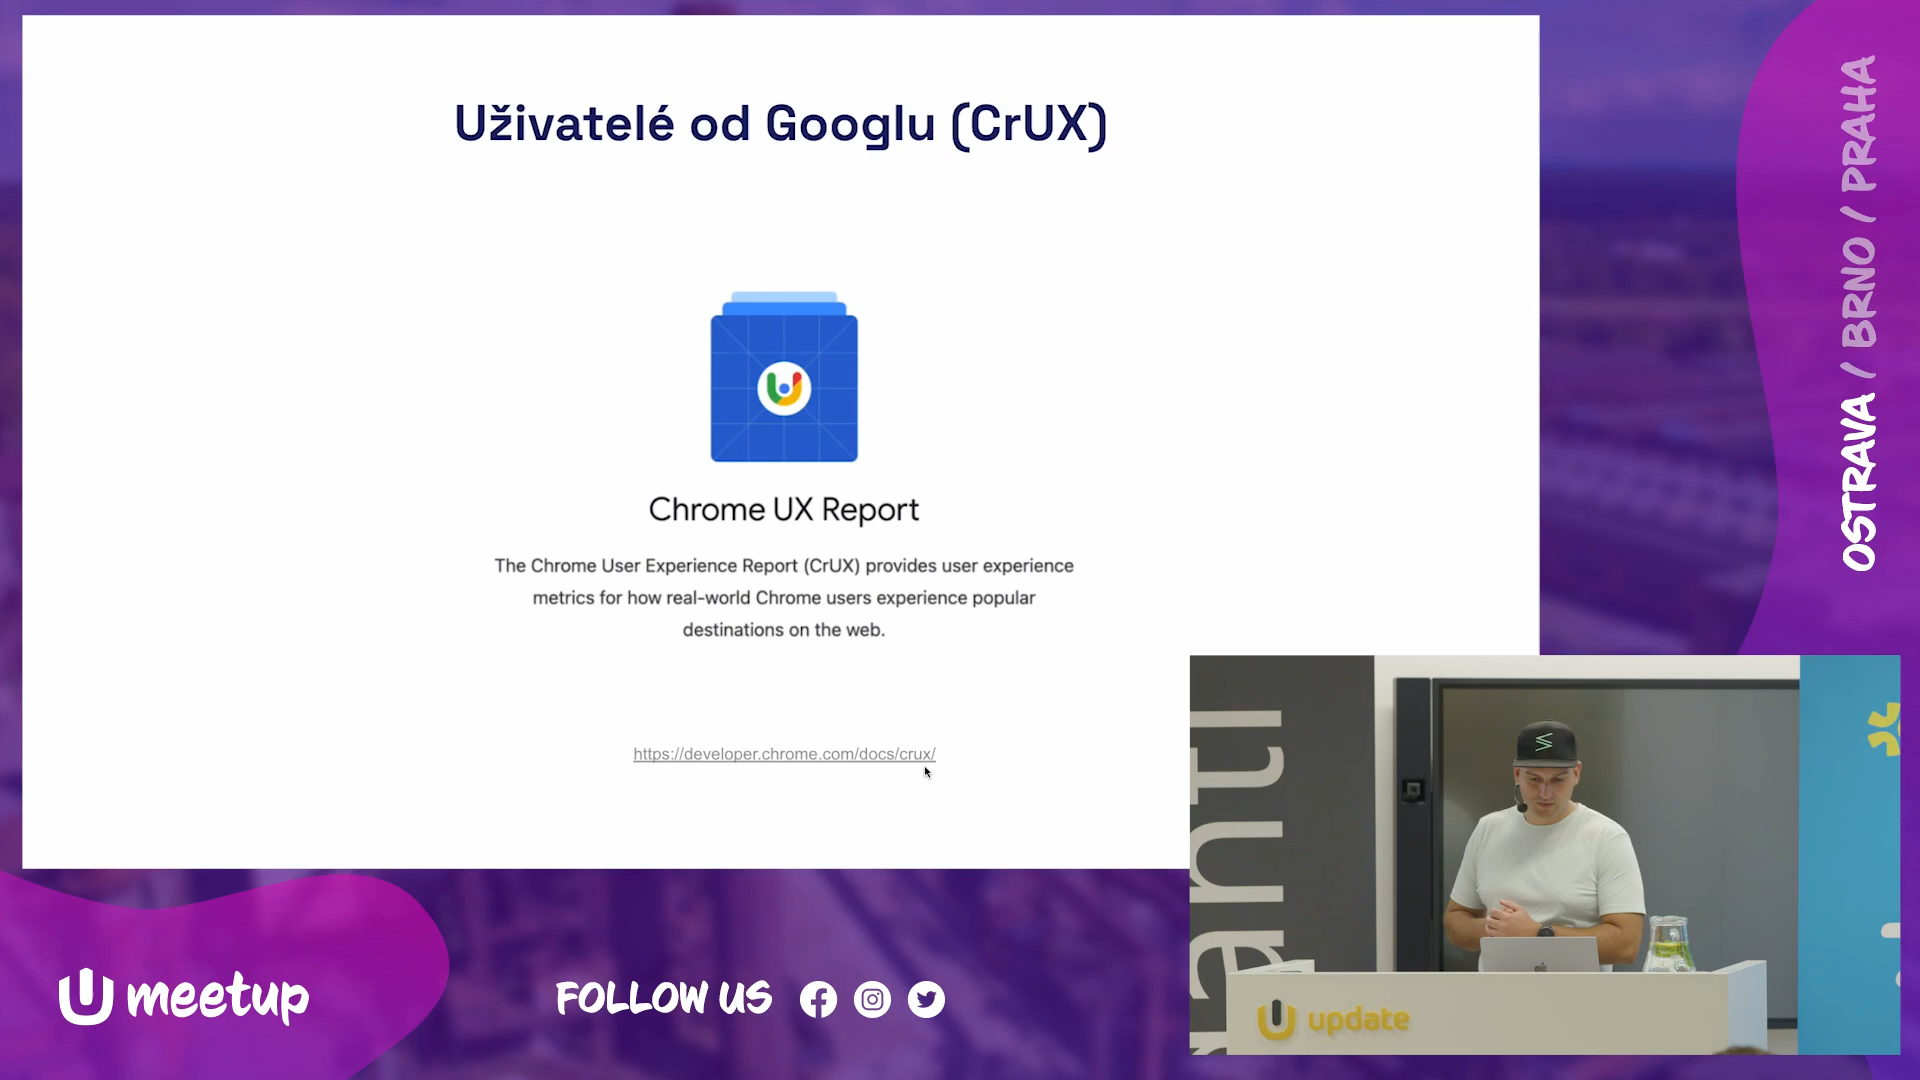 Uživatelé od Googlu (CrUX)
Chrome UX Report
The Chrome User Experience Report (CrUX) provides user experience
metrics for how real-world Chrome users experience popular
destinations on the web.
https://developer.chrome.com/docs/crux/
OSTRAVA / BRNO / PRAHA
meetup
FOLLOW US
update